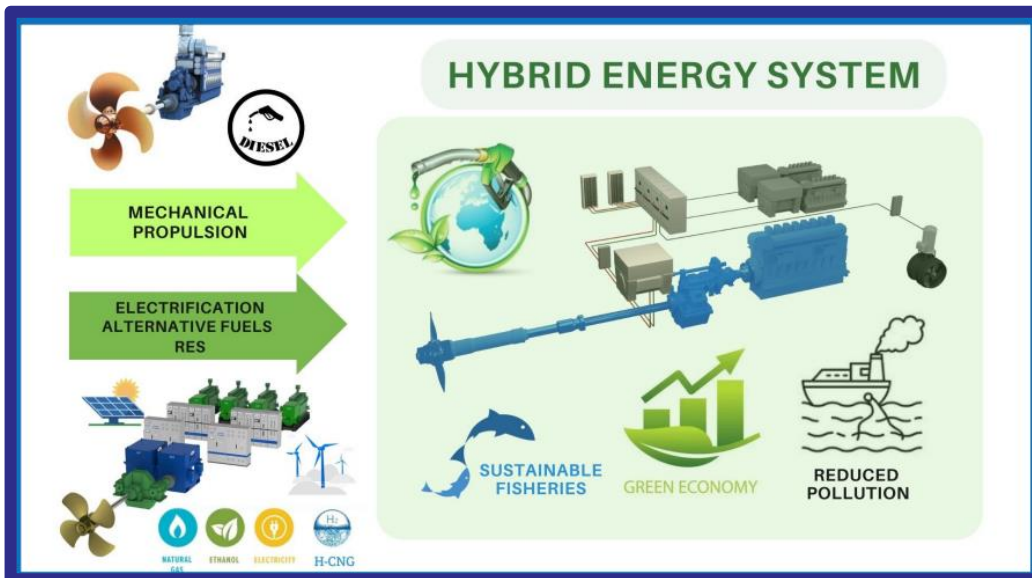 HYBRID ENERGY SYSTEM
DIESEL
MECHANICAL
PROPULSION
ELECTRIFICATION
ALTERNATIVE FUELS
RES
SUSTAINABLE
FISHERIES
GREEN ECONOMY
REDUCED
POLLUTION
NATURAL
GAS
ETHANOL
ELECTRICITY
H₂
H-CNG